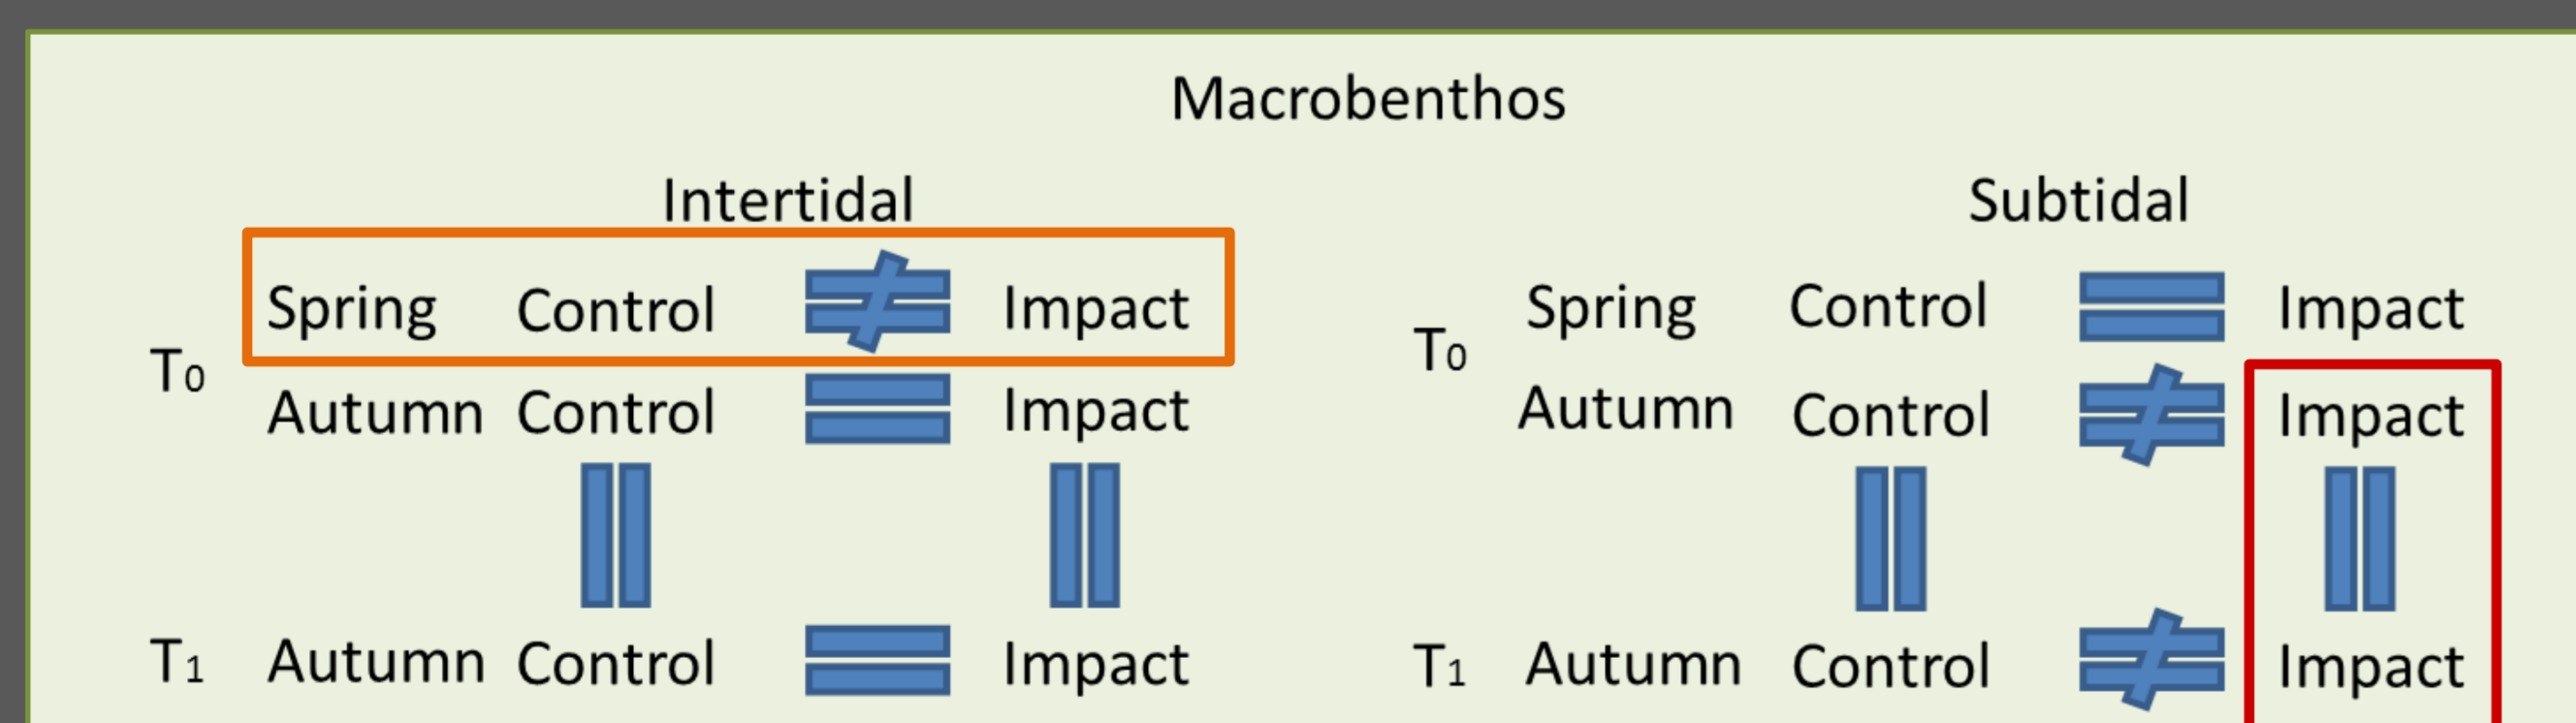 Macrobenthos
Intertidal
Spring Control ≠ Impact
T₀
Autumn Control = Impact
T₁ Autumn Control = Impact
Subtidal
Spring Control = Impact
T₀
Autumn Control ≠ Impact
T₁ Autumn Control ≠ Impact